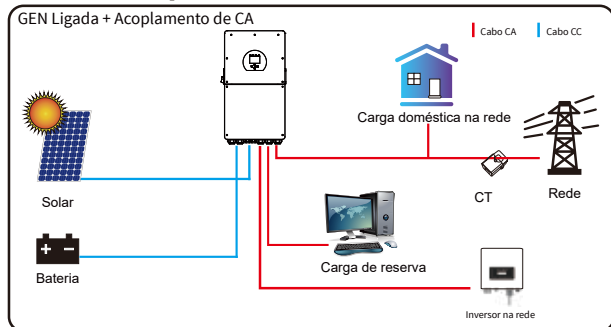 GEN Ligada + Acoplamento de CA
Cabo CA
Cabo CC
Carga doméstica na rede
Solar
CT
Rede
Bateria
Carga de reserva
Inversor na rede